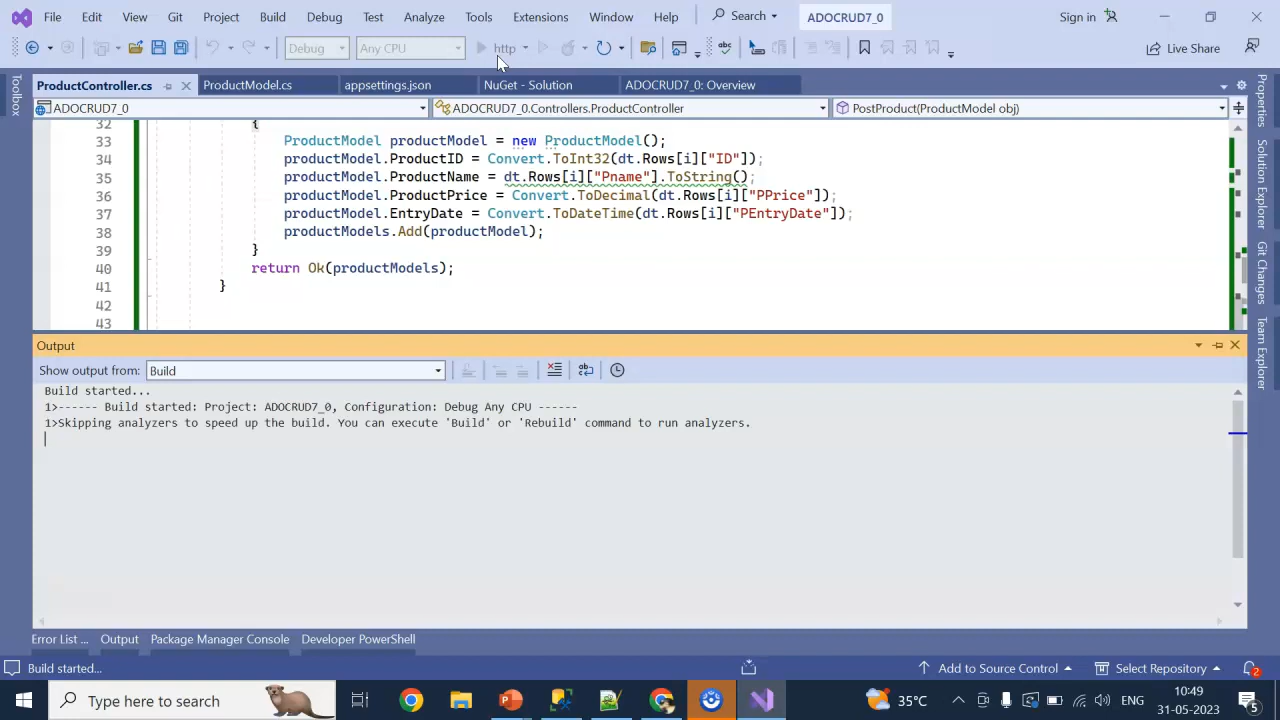 File Edit View Git Project Build Debug Test Analyze Tools Extensions Window Help Search ADOCRUD7_0 Sign in
Debug Any CPU http Live Share
ProductController.cs ProductModel.cs appsettings.json NuGet - Solution ADOCRUD7_0: Overview
ADOCRUD7_0 ADOCRUD7_0.Controllers.ProductController PostProduct(ProductModel obj)
32 {
33 ProductModel productModel = new ProductModel();
34 productModel.ProductID = Convert.ToInt32(dt.Rows[i]["ID"]);
35 productModel.ProductName = dt.Rows[i]["Pname"].ToString();
36 productModel.ProductPrice = Convert.ToDecimal(dt.Rows[i]["PPrice"]);
37 productModel.EntryDate = Convert.ToDateTime(dt.Rows[i]["PEntryDate"]);
38 productModels.Add(productModel);
39 }
40 return Ok(productModels);
41 }
42
43
Toolbox
Properties
Solution Explorer
Git Changes
Team Explorer
Output
Show output from: Build
Build started...
1>------ Build started: Project: ADOCRUD7_0, Configuration: Debug Any CPU ------
1>Skipping analyzers to speed up the build. You can execute 'Build' or 'Rebuild' command to run analyzers.
Error List ... Output Package Manager Console Developer PowerShell
Build started... Add to Source Control Select Repository 2
Type here to search 35°C ENG 10:49
31-05-2023 5